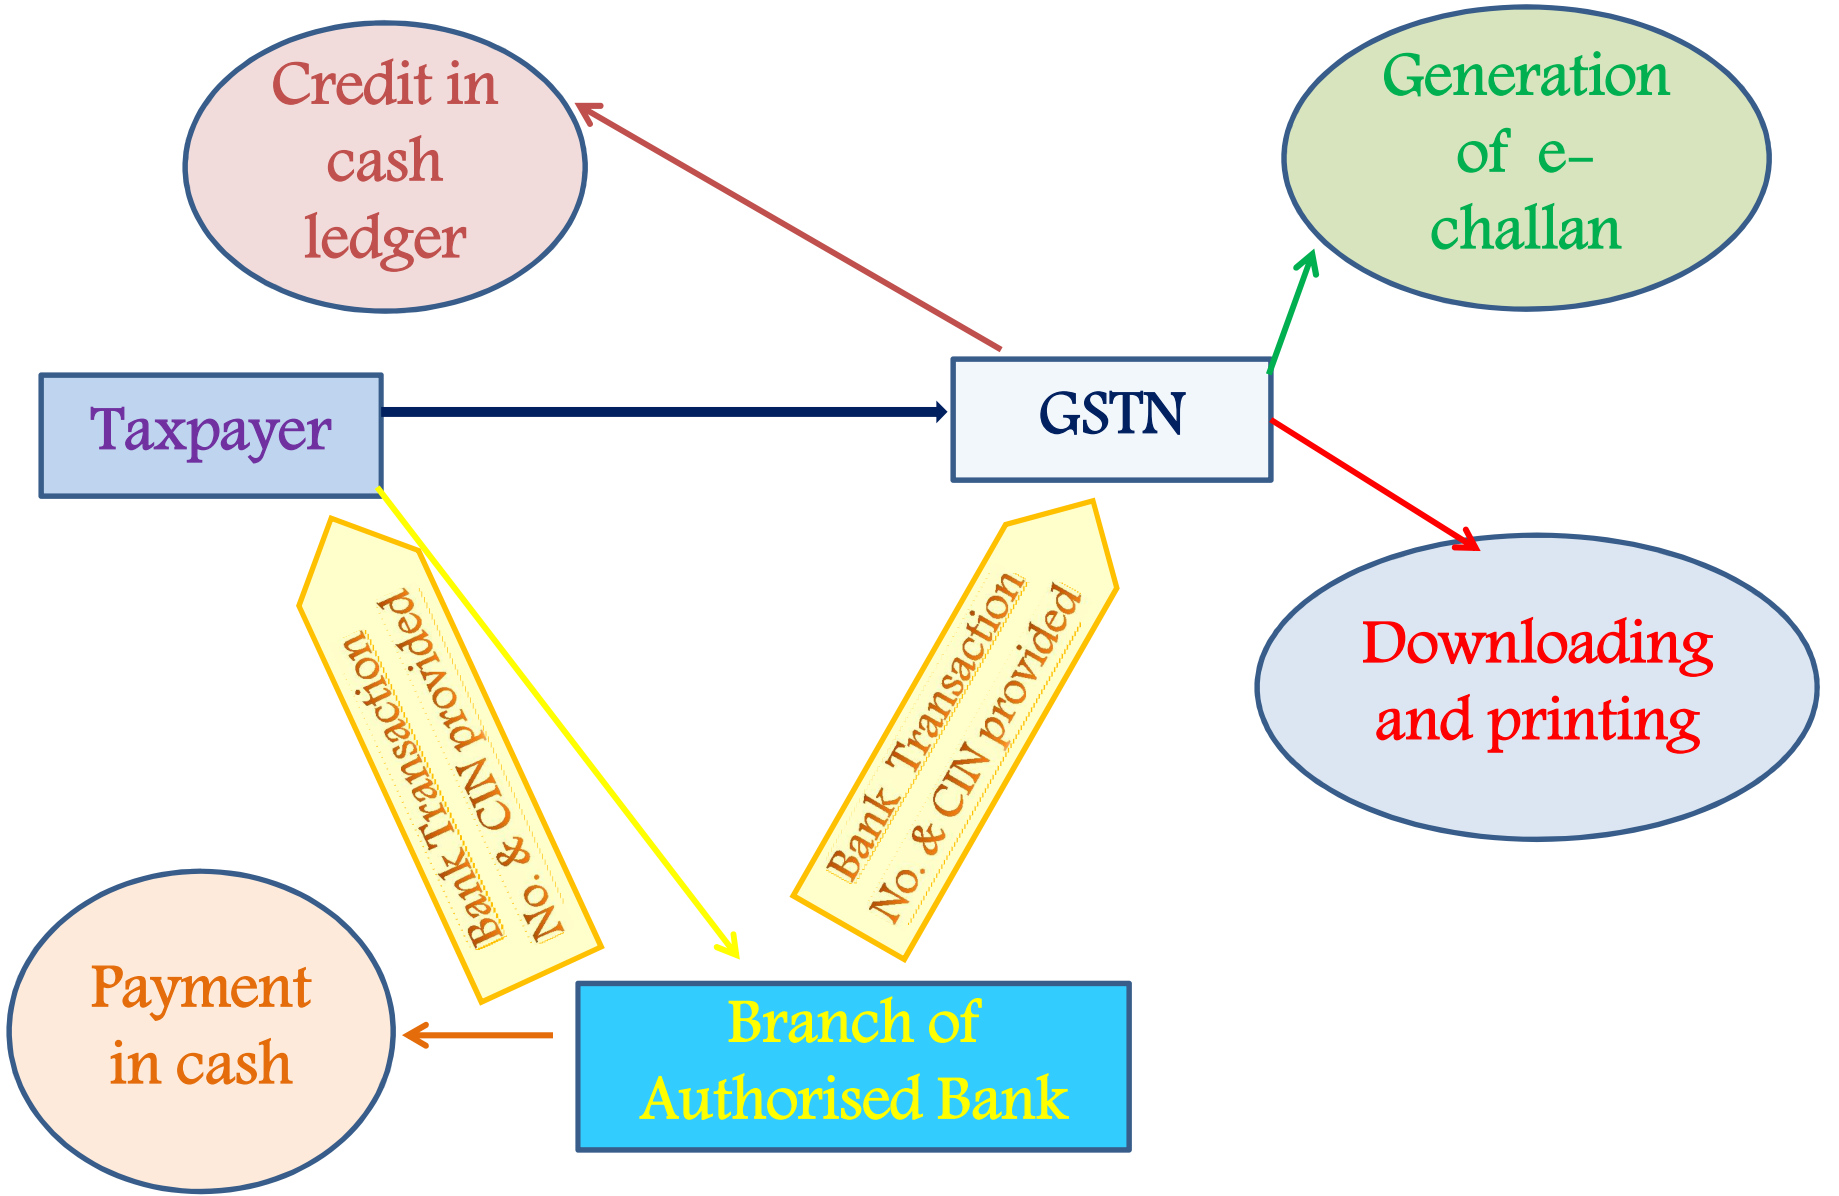 Credit in
cash
ledger
Generation
of e-
challan
Taxpayer
GSTN
Bank Transaction
No. & CIN provided
Bank Transaction
No. & CIN provided
Downloading
and printing
Payment
in cash
Branch of
Authorised Bank